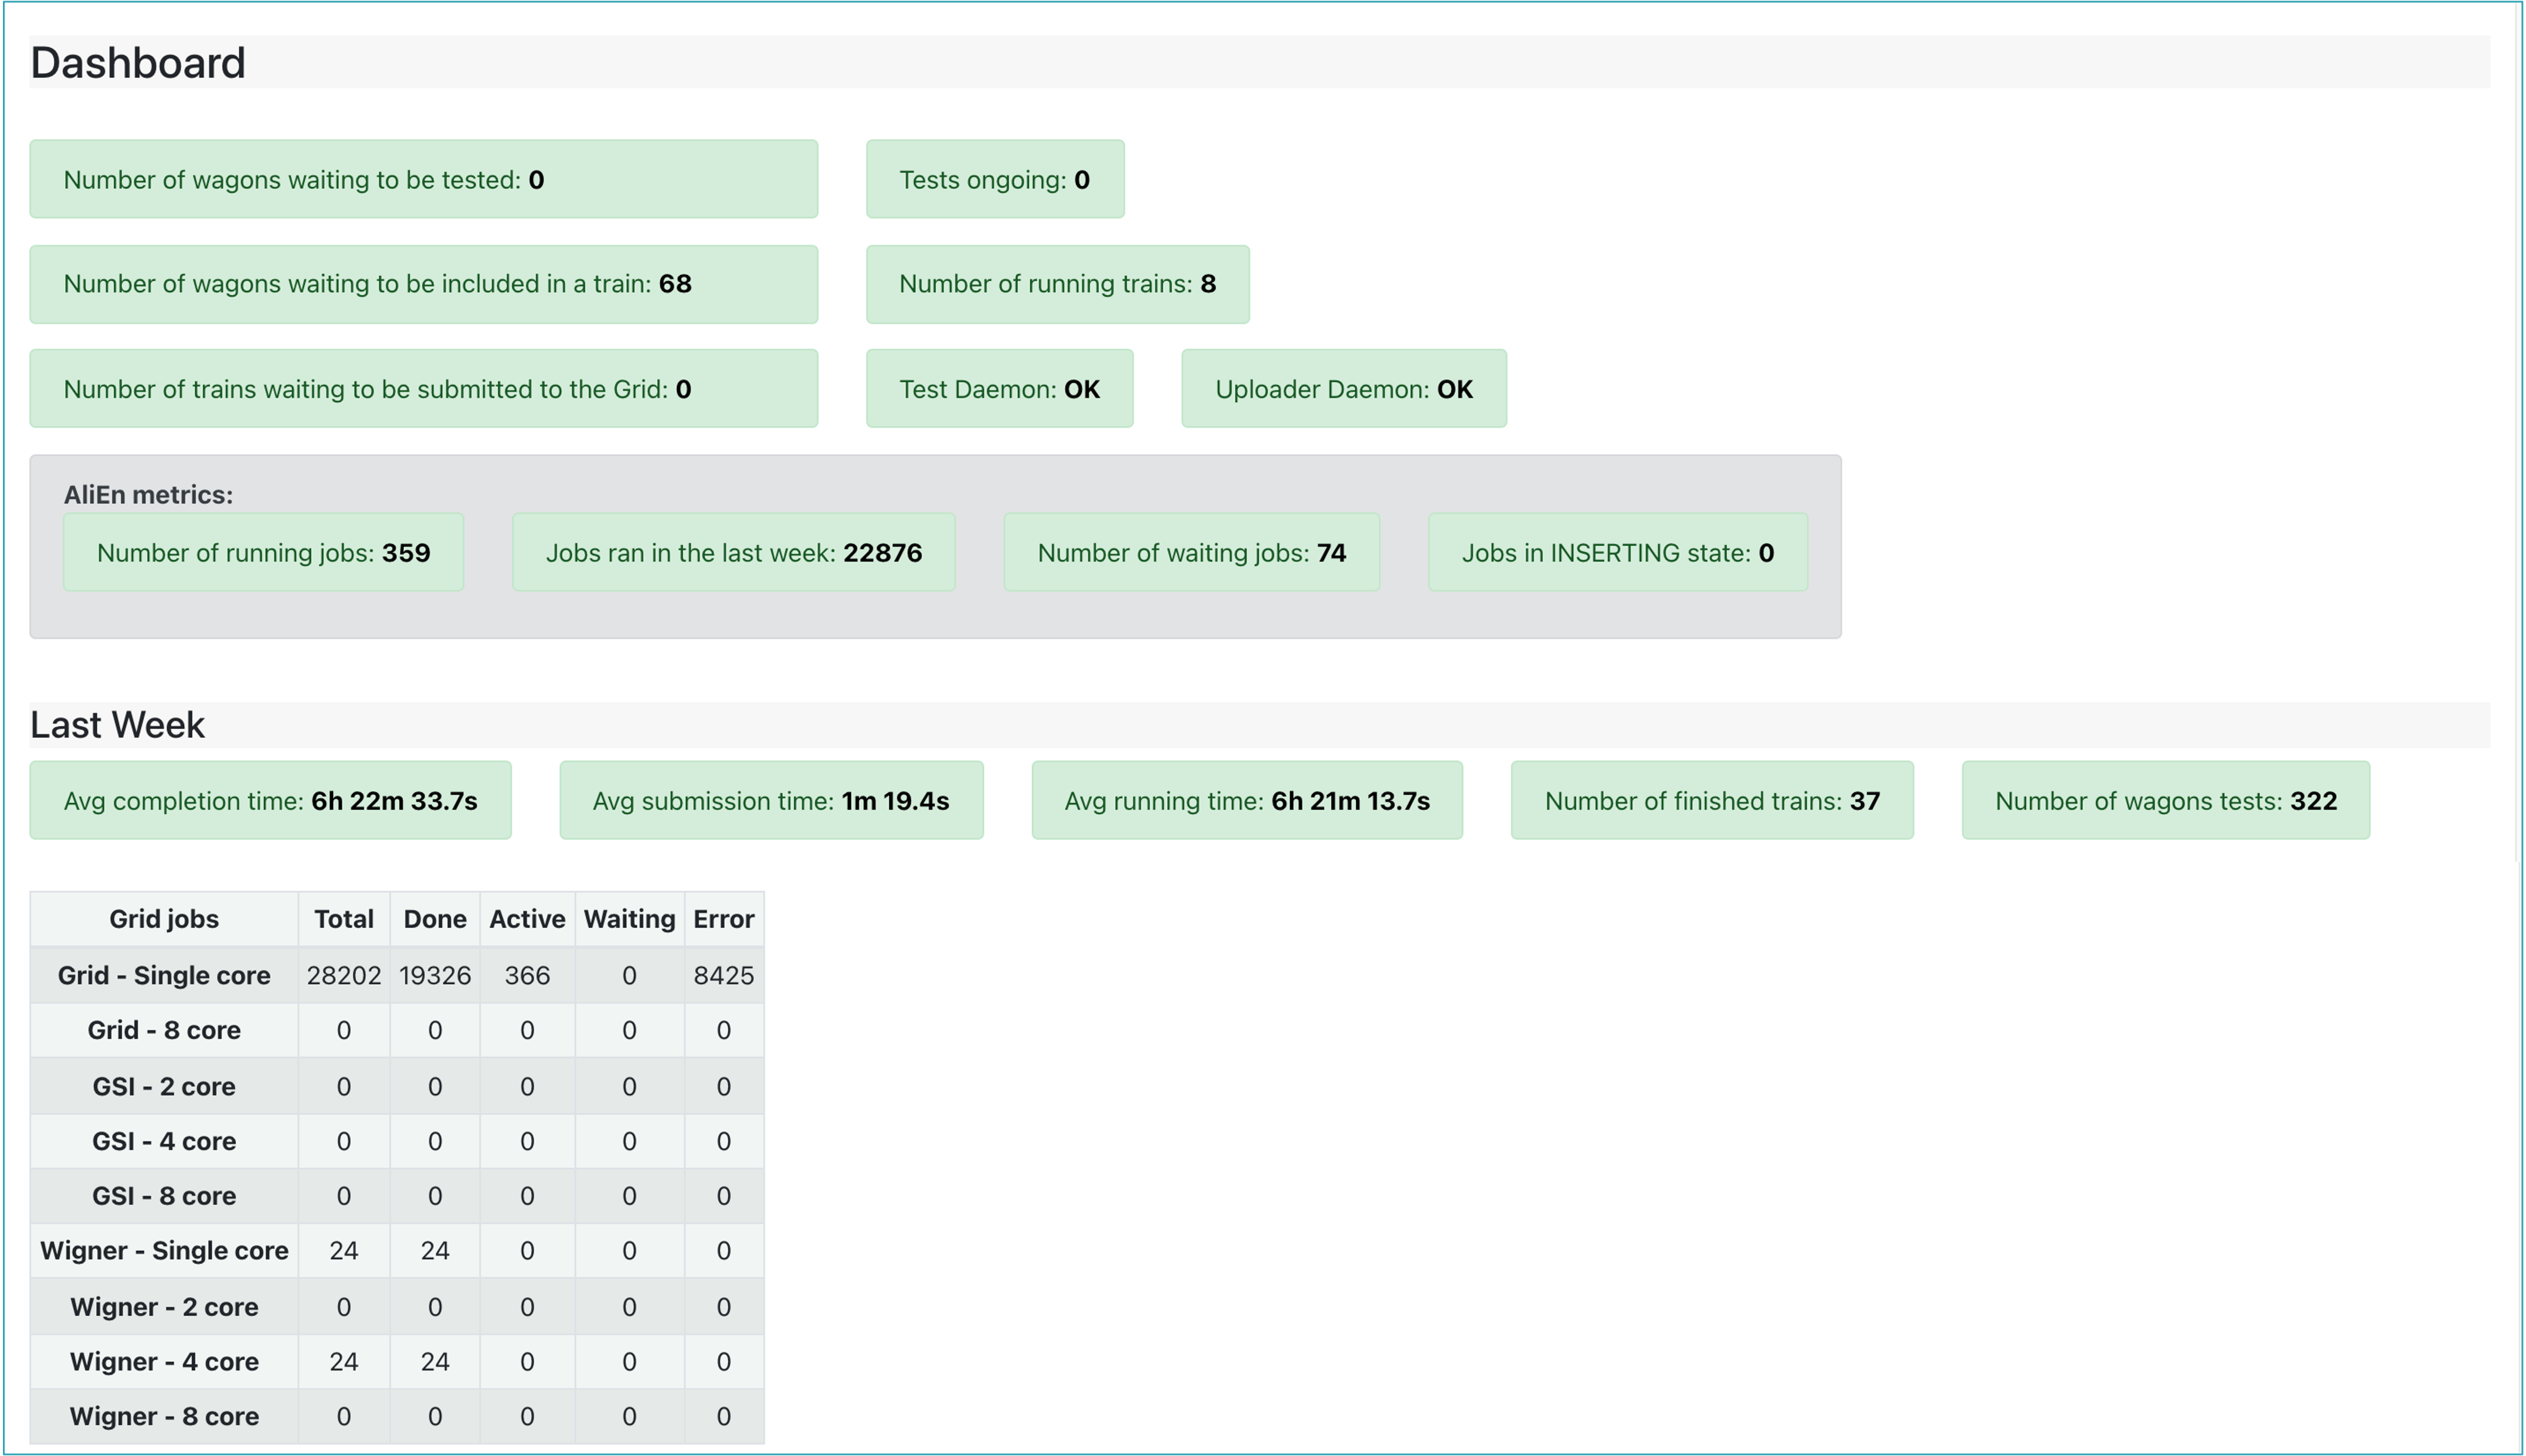 Dashboard
Number of wagons waiting to be tested: 0 Tests ongoing: 0
Number of wagons waiting to be included in a train: 68 Number of running trains: 8
Number of trains waiting to be submitted to the Grid: 0 Test Daemon: OK Uploader Daemon: OK
AliEn metrics:
Number of running jobs: 359 Jobs ran in the last week: 22876 Number of waiting jobs: 74 Jobs in INSERTING state: 0
Last Week
Avg completion time: 6h 22m 33.7s Avg submission time: 1m 19.4s Avg running time: 6h 21m 13.7s Number of finished trains: 37 Number of wagons tests: 322
Grid jobs Total Done Active Waiting Error
Grid - Single core 28202 19326 366 0 8425
Grid - 8 core 0 0 0 0 0
GSI - 2 core 0 0 0 0 0
GSI - 4 core 0 0 0 0 0
GSI - 8 core 0 0 0 0 0
Wigner - Single core 24 24 0 0 0
Wigner - 2 core 0 0 0 0 0
Wigner - 4 core 24 24 0 0 0
Wigner - 8 core 0 0 0 0 0